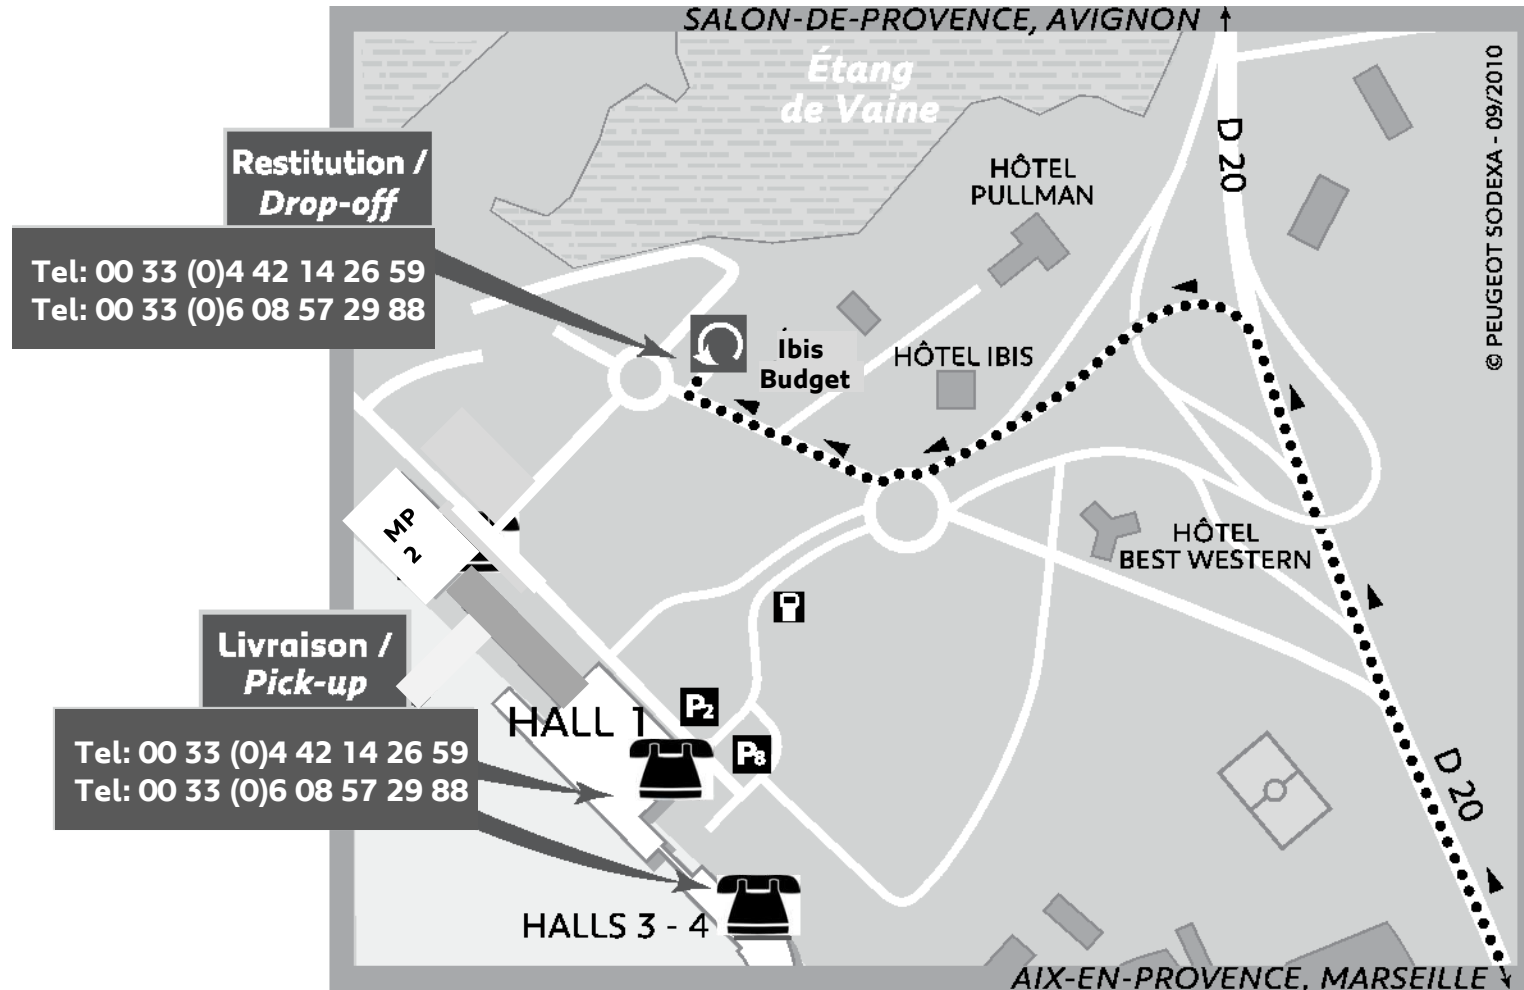 SALON-DE-PROVENCE, AVIGNON
Étang
de Vaine
© PEUGEOT SODEXA - 09/2010
D 20
Restitution /
Drop-off
Tel: 00 33 (0)4 42 14 26 59
Tel: 00 33 (0)6 08 57 29 88
HÔTEL
PULLMAN
Íbis
Budget
HÔTEL IBIS
MP
2
HÔTEL
BEST WESTERN
Livraison /
Pick-up
Tel: 00 33 (0)4 42 14 26 59
Tel: 00 33 (0)6 08 57 29 88
HALL 1
P2
P8
D 20
HALLS 3 - 4
AIX-EN-PROVENCE, MARSEILLE